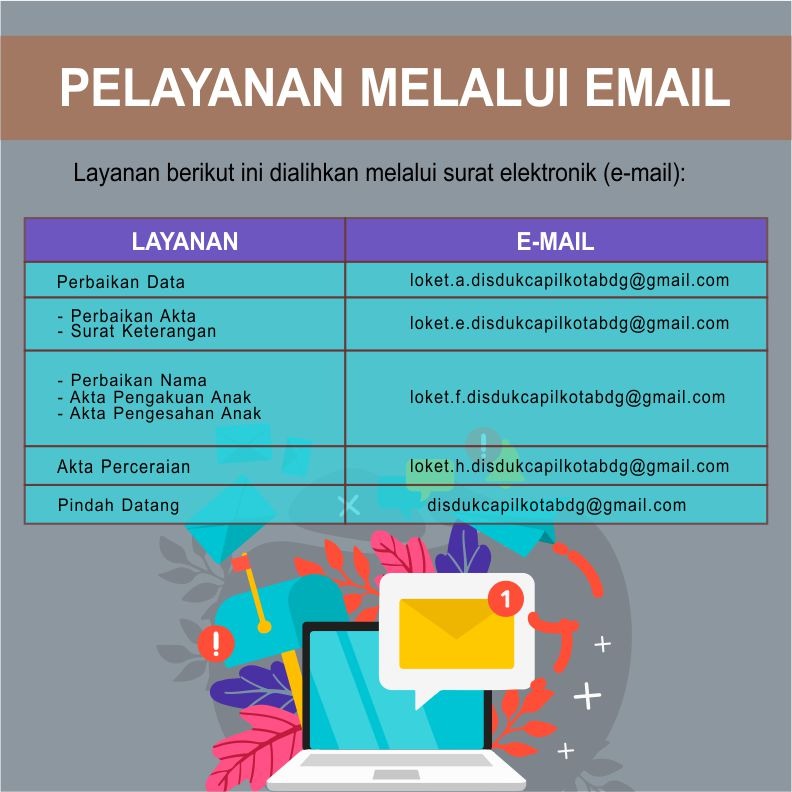 PELAYANAN MELALUI EMAIL
Layanan berikut ini dialihkan melalui surat elektronik (e-mail):
LAYANAN
E-MAIL
Perbaikan Data
loket.a.disdukcapilkotabdg@gmail.com
- Perbaikan Akta
- Surat Keterangan
loket.e.disdukcapilkotabdg@gmail.com
- Perbaikan Nama
- Akta Pengakuan Anak
- Akta Pengesahan Anak
loket.f.disdukcapilkotabdg@gmail.com
Akta Perceraian
loket.h.disdukcapilkotabdg@gmail.com
Pindah Datang
disdukcapilkotabdg@gmail.com
1